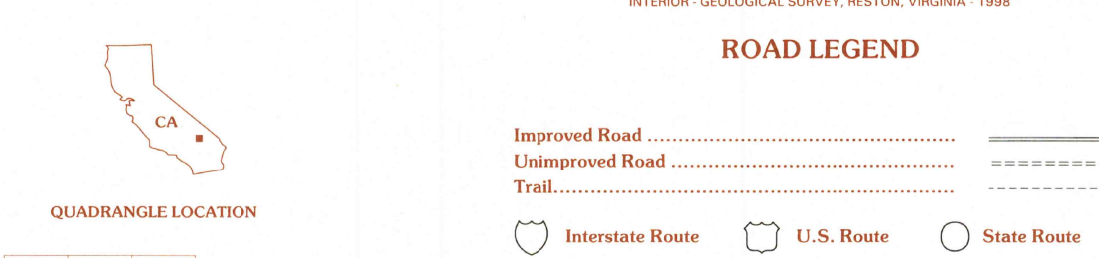 INTERIOR - GEOLOGICAL SURVEY, RESTON, VIRGINIA - 1998
ROAD LEGEND
CA
QUADRANGLE LOCATION
Improved Road
Unimproved Road
Trail
Interstate Route
U.S. Route
State Route